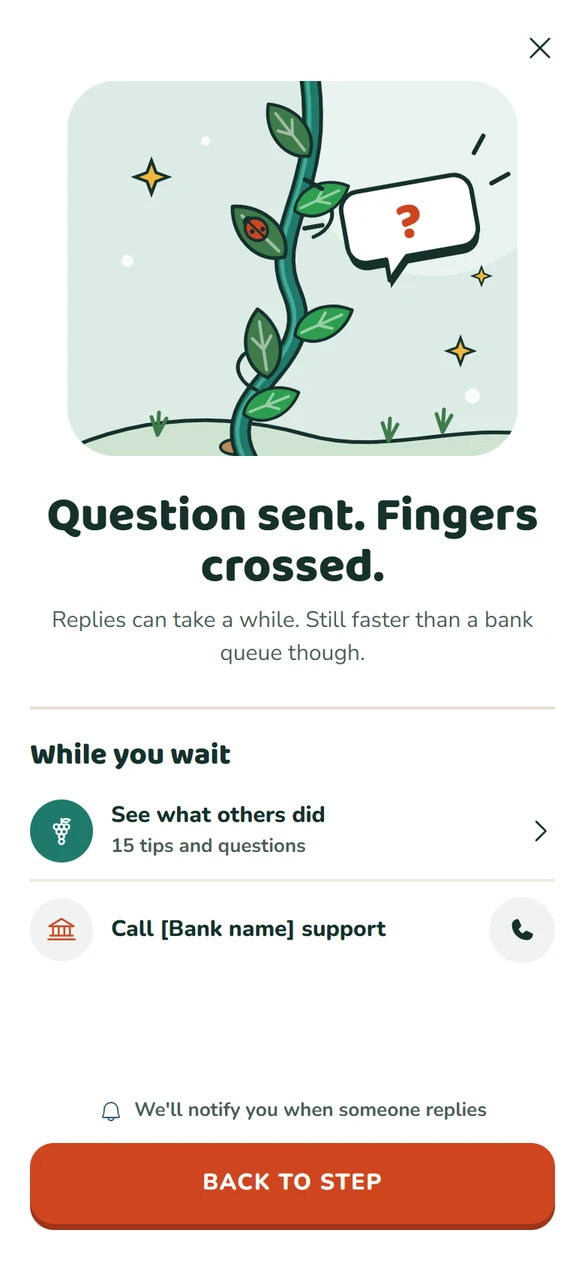 ?
Question sent. Fingers
crossed.
Replies can take a while. Still faster than a bank
queue though.
While you wait
See what others did
15 tips and questions
Call [Bank name] support
We'll notify you when someone replies
BACK TO STEP